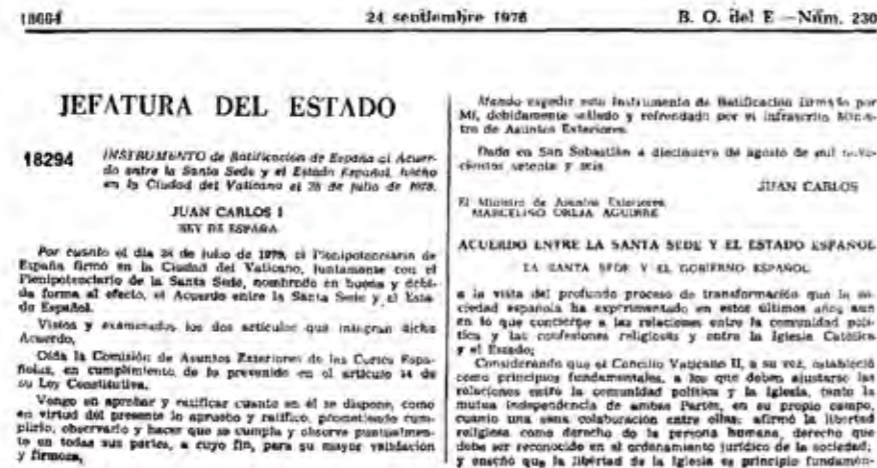 18664
24 septiembre 1976
B. O. del E.—Núm. 230
JEFATURA DEL ESTADO
18294
INSTRUMENTO de Ratificación de España al Acuer-
do entre la Santa Sede y el Estado Español, hecho
en la Ciudad del Vaticano el 28 de julio de 1976.
JUAN CARLOS I
REY DE ESPAÑA
Por cuanto el día 28 de julio de 1976, el Plenipotenciario de
España firmó en la Ciudad del Vaticano, juntamente con el
Plenipotenciario de la Santa Sede, nombrado en buena y debi-
da forma al efecto, el Acuerdo entre la Santa Sede y el Esta-
do Español.
Vistos y examinados los dos artículos que integran dicho
Acuerdo,
Oída la Comisión de Asuntos Exteriores de las Cortes Espa-
ñolas, en cumplimiento de lo prevenido en el artículo 14 de
su Ley Constitutiva,
Vengo en aprobar y ratificar cuanto en él se dispone, como
en virtud del presente lo apruebo y ratifico, prometiendo cum-
plirlo, observarlo y hacer que se cumpla y observe puntualmen-
te en todas sus partes, a cuyo fin, para su mayor validación
y firmeza,
Mando expedir este Instrumento de Ratificación firmado por
Mí, debidamente sellado y refrendado por el infrascrito Minis-
tro de Asuntos Exteriores.
Dado en San Sebastián a diecinueve de agosto de mil nove-
cientos setenta y seis.
JUAN CARLOS
El Ministro de Asuntos Exteriores
MARCELINO OREJA AGUIRRE
ACUERDO ENTRE LA SANTA SEDE Y EL ESTADO ESPAÑOL
LA SANTA SEDE Y EL GOBIERNO ESPAÑOL
a la vista del profundo proceso de transformación que la so-
ciedad española ha experimentado en estos últimos años aun
en lo que concierne a las relaciones entre la comunidad polí-
tica y las confesiones religiosas y entre la Iglesia Católica
y el Estado;
Considerando que el Concilio Vaticano II, a su vez, estableció
como principios fundamentales, a los que deben ajustarse las
relaciones entre la comunidad política y la Iglesia, tanto la
mutua independencia de ambas Partes, en su propio campo,
cuanto una sana colaboración entre ellas; afirmó la libertad
religiosa como derecho de la persona humana, derecho que
debe ser reconocido en el ordenamiento jurídico de la sociedad;
y enseñó que la libertad de la Iglesia es principio fundamen-